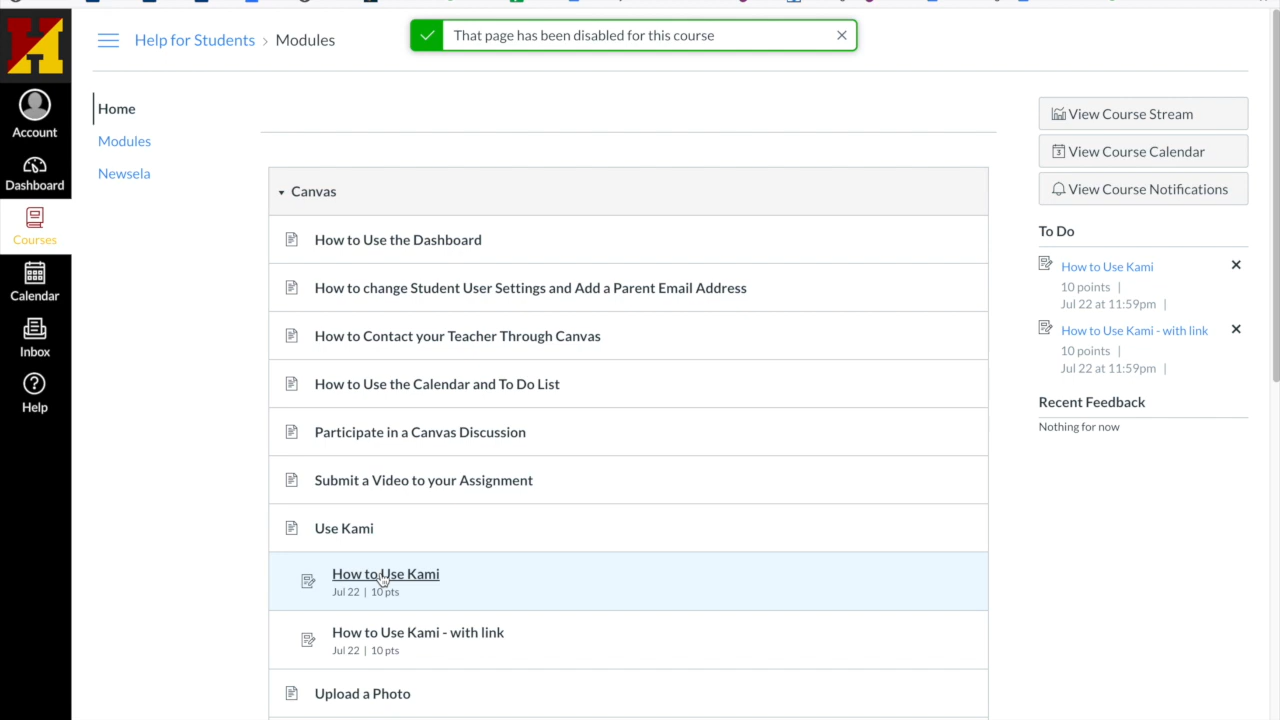 Help for Students › Modules
That page has been disabled for this course
Account
Dashboard
Courses
Calendar
Inbox
Help
Home
Modules
Newsela
Canvas
How to Use the Dashboard
How to change Student User Settings and Add a Parent Email Address
How to Contact your Teacher Through Canvas
How to Use the Calendar and To Do List
Participate in a Canvas Discussion
Submit a Video to your Assignment
Use Kami
How to Use Kami
Jul 22 | 10 pts
How to Use Kami - with link
Jul 22 | 10 pts
Upload a Photo
View Course Stream
View Course Calendar
View Course Notifications
To Do
How to Use Kami
10 points |
Jul 22 at 11:59pm |
How to Use Kami - with link
10 points |
Jul 22 at 11:59pm |
Recent Feedback
Nothing for now